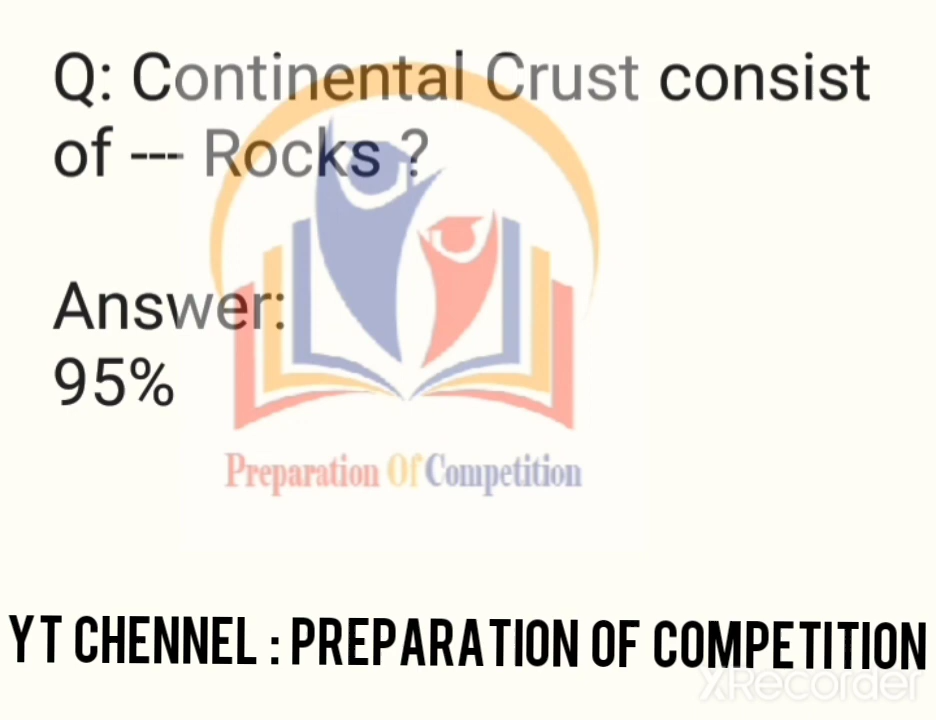 Q: Continental Crust consist
of --- Rocks ?
Answer:
95%
Preparation Of Competition
YT CHENNEL : PREPARATION OF COMPETITION
XRecorder